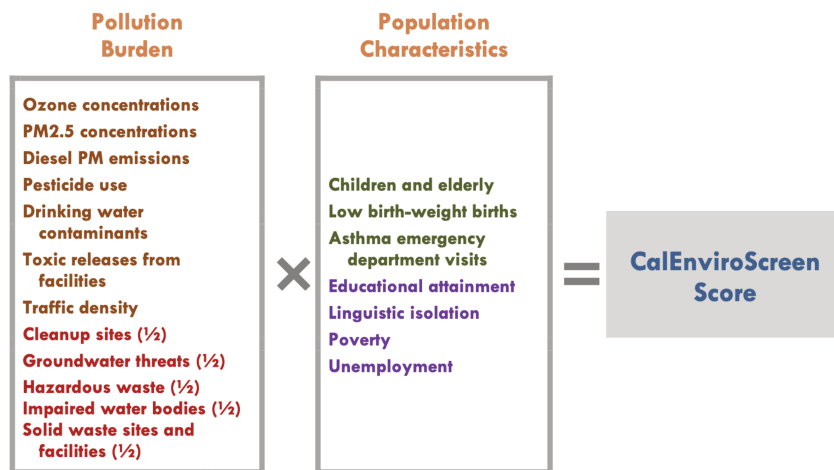 Pollution
Burden
Ozone concentrations
PM2.5 concentrations
Diesel PM emissions
Pesticide use
Drinking water
contaminants
Toxic releases from
facilities
Traffic density
Cleanup sites (½)
Groundwater threats (½)
Hazardous waste (½)
Impaired water bodies (½)
Solid waste sites and
facilities (½)
×
Population
Characteristics
Children and elderly
Low birth-weight births
Asthma emergency
department visits
Educational attainment
Linguistic isolation
Poverty
Unemployment
=
CalEnviroScreen
Score